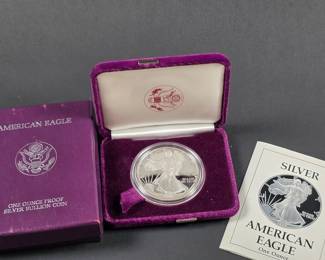 AMERICAN EAGLE
ONE OUNCE PROOF
SILVER BULLION COIN
SILVER
AMERICAN
EAGLE
ONE OUNCE